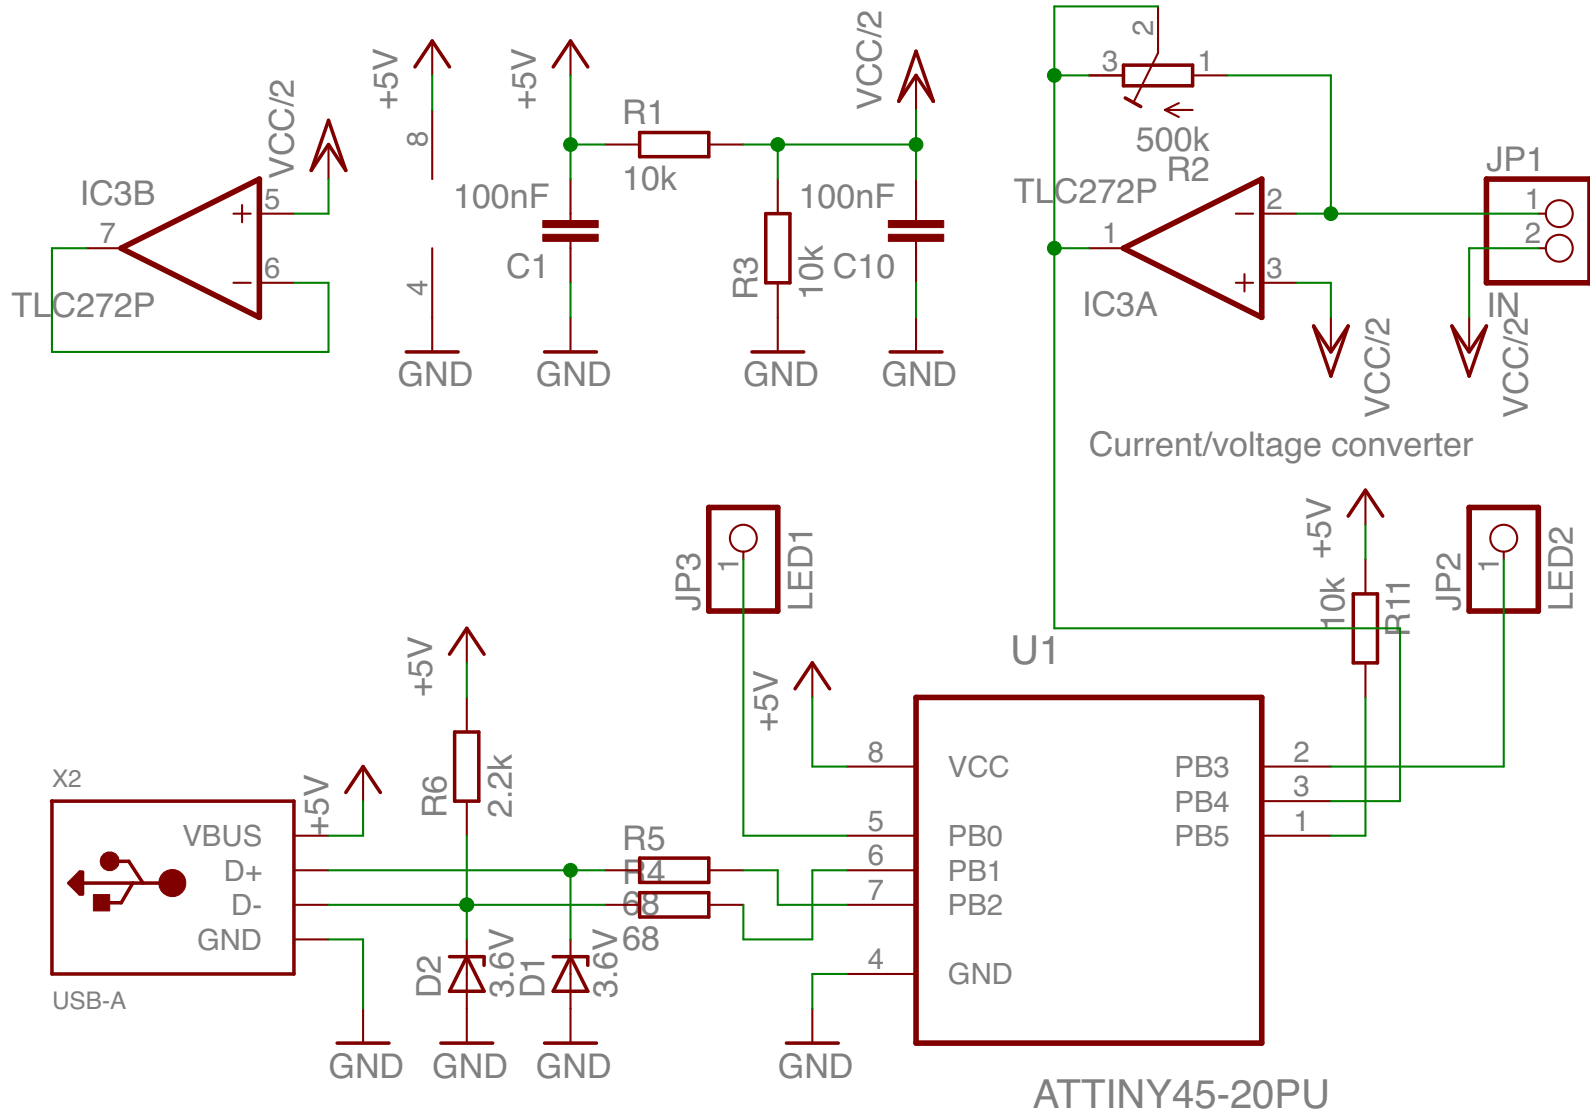 +5V
+5V
VCC/2
2
3
1
500k
R2
VCC/2
8
R1
10k
JP1
IC3B
5
7
6
TLC272P
100nF
C1
100nF
C10
R3
10k
4
TLC272P
2
1
3
IC3A
1
2
IN
VCC/2
VCC/2
GND
GND
GND
GND
Current/voltage converter
JP3
1
LED1
+5V
10k
R11
JP2
1
LED2
U1
+5V
+5V
R6
2.2k
X2
+5V
VBUS
D+
D-
GND
USB-A
R5
R4
68
68
D2
3.6V
D1
3.6V
8
VCC
5
PB0
6
PB1
7
PB2
4
GND
PB3
2
PB4
3
PB5
1
GND
GND
GND
GND
ATTINY45-20PU